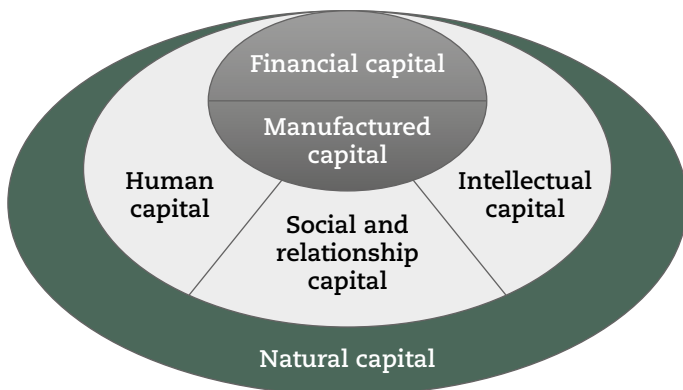 Financial capital
Manufactured
capital
Human
capital
Social and
relationship
capital
Intellectual
capital
Natural capital